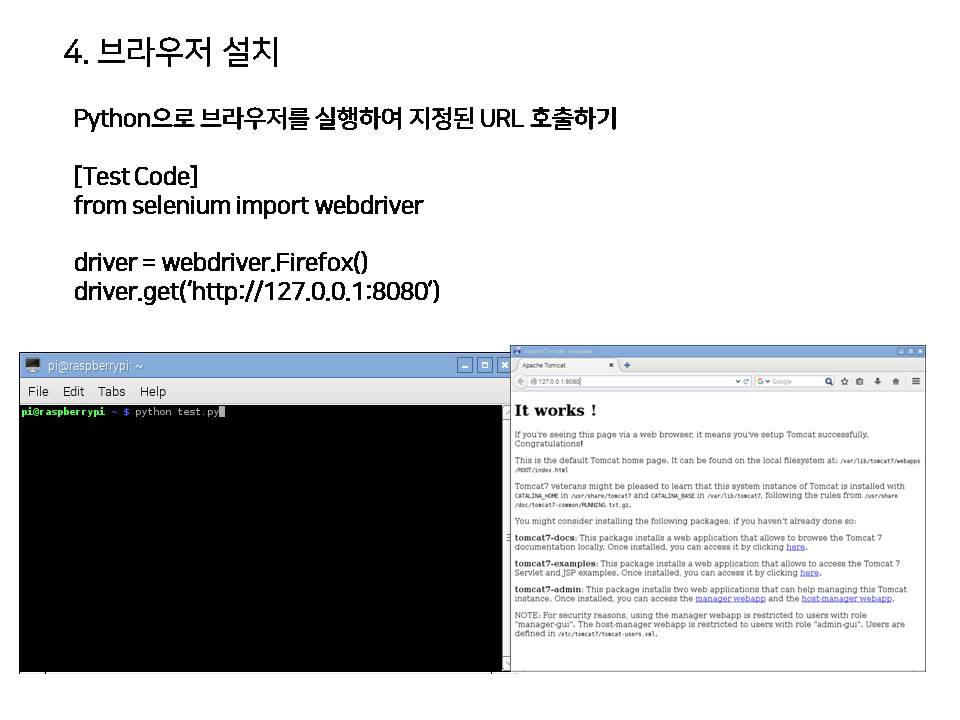 4. 브라우저 설치
Python으로 브라우저를 실행하여 지정된 URL 호출하기
[Test Code]
from selenium import webdriver
driver = webdriver.Firefox()
driver.get(‘http://127.0.0.1:8080’)
pi@raspberrypi: ~
File Edit Tabs Help
pi@raspberrypi ~ $ python test.py
Apache Tomcat - Iceweasel
Apache Tomcat
127.0.0.1:8080
Google
It works !
If you're seeing this page via a web browser, it means you've setup Tomcat successfully.
Congratulations!
This is the default Tomcat home page. It can be found on the local filesystem at: /var/lib/tomcat7/webapps
/ROOT/index.html
Tomcat7 veterans might be pleased to learn that this system instance of Tomcat is installed with
CATALINA_HOME in /usr/share/tomcat7 and CATALINA_BASE in /var/lib/tomcat7, following the rules from /usr/share
/doc/tomcat7-common/RUNNING.txt.gz.
You might consider installing the following packages, if you haven't already done so:
tomcat7-docs: This package installs a web application that allows to browse the Tomcat 7
documentation locally. Once installed, you can access it by clicking here.
tomcat7-examples: This package installs a web application that allows to access the Tomcat 7
Servlet and JSP examples. Once installed, you can access it by clicking here.
tomcat7-admin: This package installs two web applications that can help managing this Tomcat
instance. Once installed, you can access the manager webapp and the host-manager webapp.
NOTE: For security reasons, using the manager webapp is restricted to users with role
"manager-gui". The host-manager webapp is restricted to users with role "admin-gui". Users are
defined in /etc/tomcat7/tomcat-users.xml.